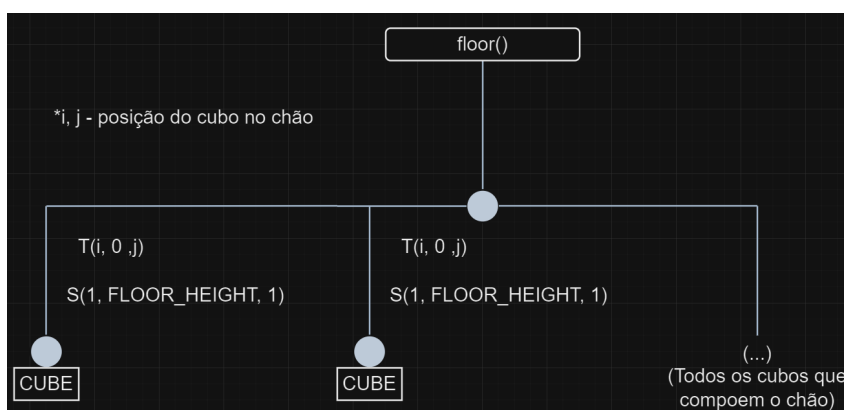 floor()
*i, j - posição do cubo no chão
T(i, 0 ,j)
S(1, FLOOR_HEIGHT, 1)
CUBE
T(i, 0 ,j)
S(1, FLOOR_HEIGHT, 1)
CUBE
(...)
(Todos os cubos que
compoem o chão)